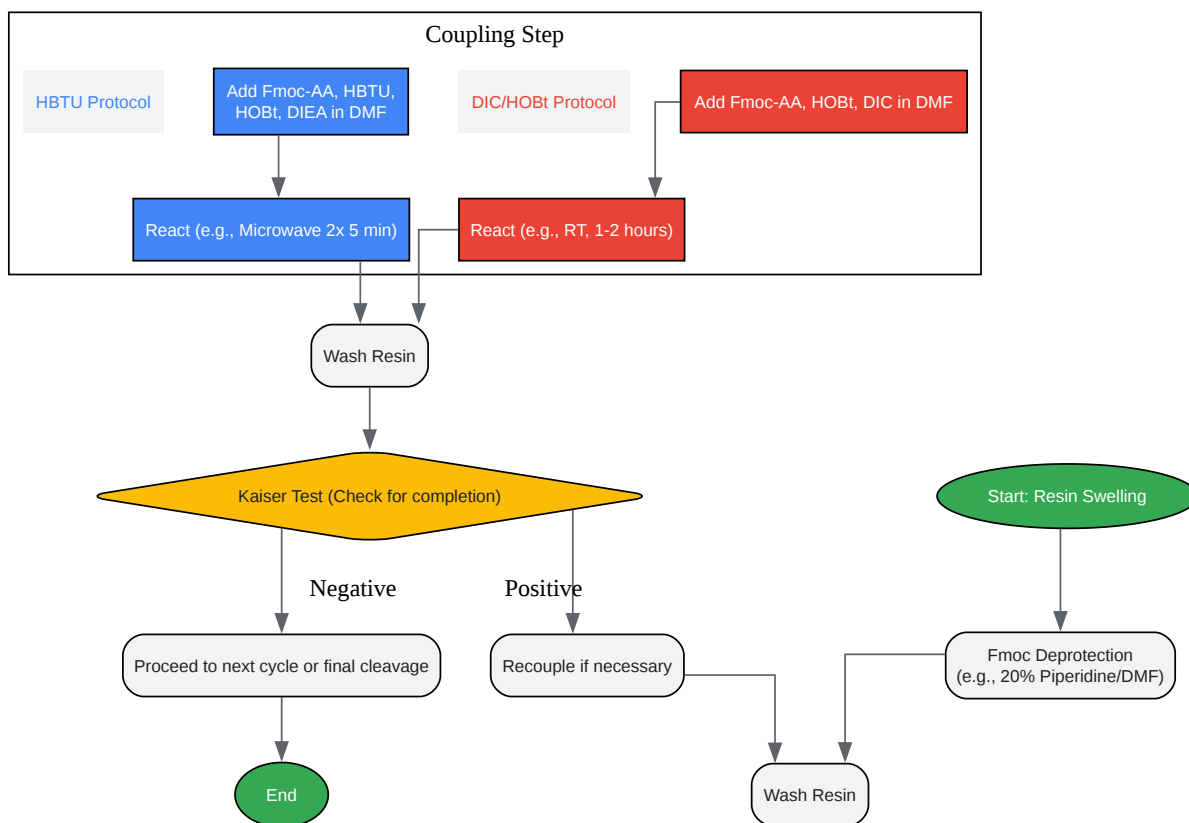 Coupling Step
HBTU Protocol
Add Fmoc-AA, HBTU,
HOBt, DIEA in DMF
DIC/HOBt Protocol
Add Fmoc-AA, HOBt, DIC in DMF
React (e.g., Microwave 2x 5 min)
React (e.g., RT, 1-2 hours)
Wash Resin
Kaiser Test (Check for completion)
Start: Resin Swelling
Negative
Positive
Proceed to next cycle or final cleavage
Recouple if necessary
Fmoc Deprotection
(e.g., 20% Piperidine/DMF)
End
Wash Resin